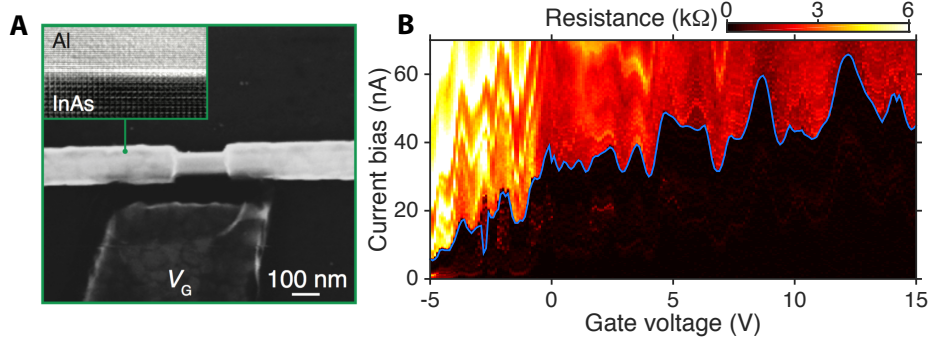 A
Al
InAs
V_G
100 nm
B
Resistance (kΩ)
0 3 6
Current bias (nA)
60
40
20
0
-5 0 5 10 15
Gate voltage (V)